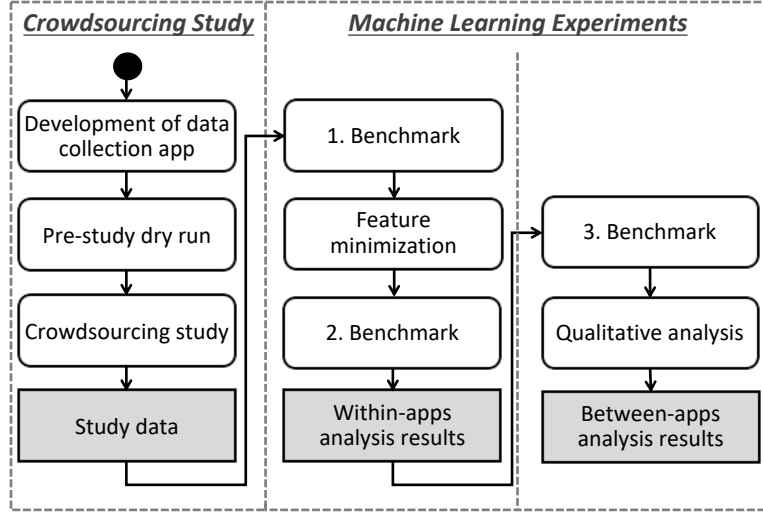 Crowdsourcing Study
Development of data
collection app
Pre-study dry run
Crowdsourcing study
Study data
Machine Learning Experiments
1. Benchmark
Feature
minimization
2. Benchmark
Within-apps
analysis results
3. Benchmark
Qualitative analysis
Between-apps
analysis results